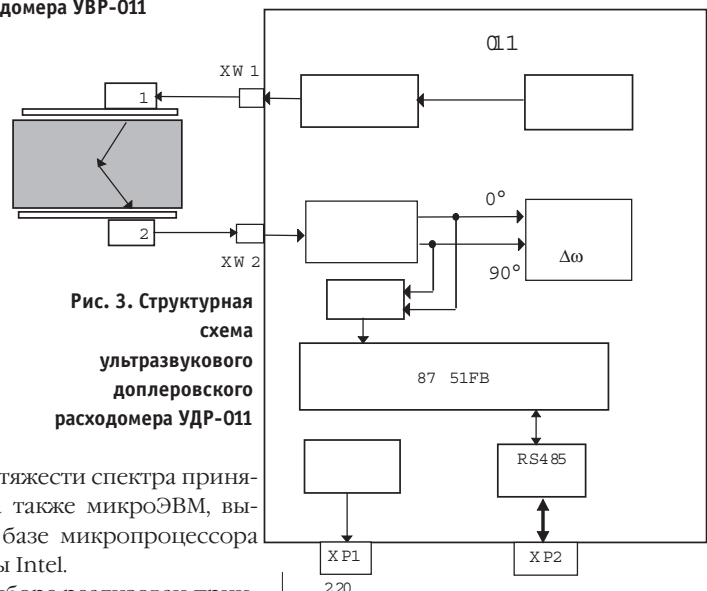 домера УВР-011
011
XW 1
1
0°
2
90°
Δω
XW 2
Рис. 3. Структурная
схема
ультразвукового
доплеровского
расходомера УДР-011
87 51FB
RS485
тяжести спектра приня-
также микроЭВМ, вы-
базе микропроцессора
ы Intel.
XP1
XP2
220